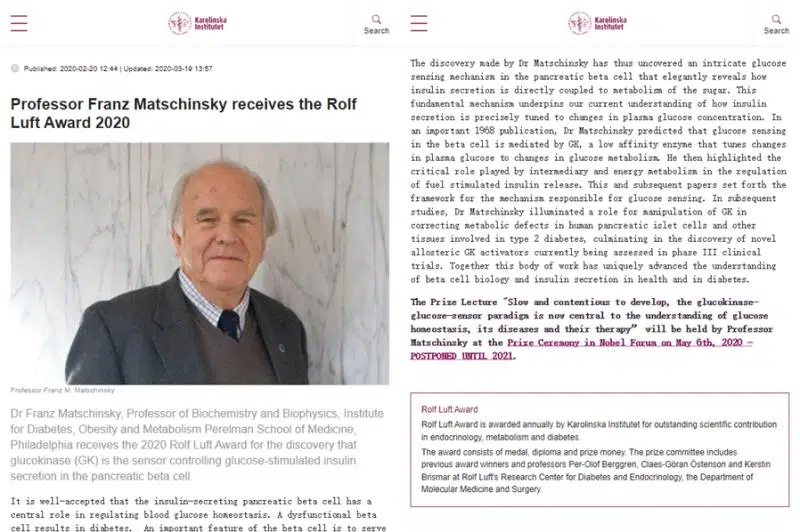 Karolinska
Institutet
Search
Published: 2020-02-20 12:44 | Updated: 2020-03-19 13:57
Professor Franz Matschinsky receives the Rolf
Luft Award 2020
Professor Franz M. Matschinsky
Dr Franz Matschinsky, Professor of Biochemistry and Biophysics, Institute
for Diabetes, Obesity and Metabolism Perelman School of Medicine,
Philadelphia receives the 2020 Rolf Luft Award for the discovery that
glucokinase (GK) is the sensor controlling glucose-stimulated insulin
secretion in the pancreatic beta cell.
It is well-accepted that the insulin-secreting pancreatic beta cell has a
central role in regulating blood glucose homeostasis. A dysfunctional beta
cell results in diabetes. An important feature of the beta cell is to serve
Karolinska
Institutet
Search
The discovery made by Dr Matschinsky has thus uncovered an intricate glucose
sensing mechanism in the pancreatic beta cell that elegantly reveals how
insulin secretion is directly coupled to metabolism of the sugar. This
fundamental mechanism underpins our current understanding of how insulin
secretion is precisely tuned to changes in plasma glucose concentration. In
an important 1968 publication, Dr Matschinsky predicted that glucose sensing
in the beta cell is mediated by GK, a low affinity enzyme that tunes changes
in plasma glucose to changes in glucose metabolism. He then highlighted the
critical role played by intermediary and energy metabolism in the regulation
of fuel stimulated insulin release. This and subsequent papers set forth the
framework for the mechanism responsible for glucose sensing. In subsequent
studies, Dr Matschinsky illuminated a role for manipulation of GK in
correcting metabolic defects in human pancreatic islet cells and other
tissues involved in type 2 diabetes, culminating in the discovery of novel
allosteric GK activators currently being assessed in phase III clinical
trials. Together this body of work has uniquely advanced the understanding
of beta cell biology and insulin secretion in health and in diabetes.
The Prize Lecture "Slow and contentious to develop, the glucokinase-
glucose-sensor paradigm is now central to the understanding of glucose
homeostasis, its diseases and their therapy” will be held by Professor
Matschinsky at the Prize Ceremony in Nobel Forum on May 6th, 2020 -
POSTPONED UNTIL 2021.
Rolf Luft Award
Rolf Luft Award is awarded annually by Karolinska Institutet for outstanding scientific contribution
in endocrinology, metabolism and diabetes.
The award consists of medal, diploma and prize money. The prize committee includes
previous award winners and professors Per-Olof Berggren, Claes-Göran Östenson and Kerstin
Brismar at Rolf Luft's Research Center for Diabetes and Endocrinology, the Department of
Molecular Medicine and Surgery.